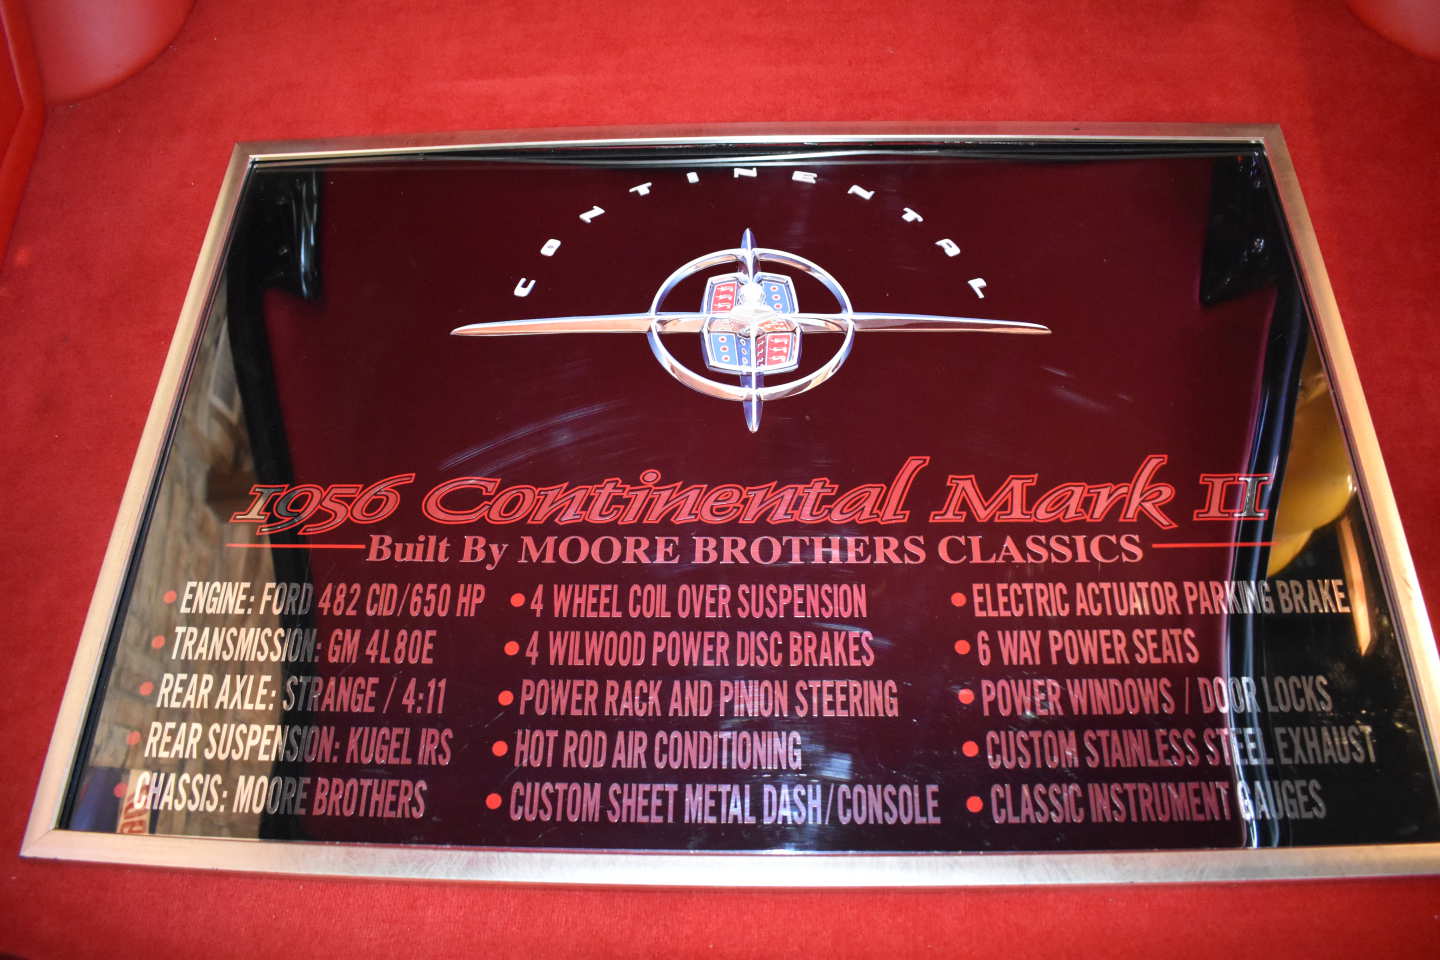 CONTINENTAL
1956 Continental Mark II
Built By MOORE BROTHERS CLASSICS
• ENGINE: FORD 482 CID/650 HP
• TRANSMISSION: GM 4L80E
• REAR AXLE: STRANGE / 4:11
• REAR SUSPENSION: KUGEL IRS
• CHASSIS: MOORE BROTHERS
• 4 WHEEL COIL OVER SUSPENSION
• 4 WILWOOD POWER DISC BRAKES
• POWER RACK AND PINION STEERING
• HOT ROD AIR CONDITIONING
• CUSTOM SHEET METAL DASH/CONSOLE
• ELECTRIC ACTUATOR PARKING BRAKE
• 6 WAY POWER SEATS
• POWER WINDOWS / DOOR LOCKS
• CUSTOM STAINLESS STEEL EXHAUST
• CLASSIC INSTRUMENT GAUGES